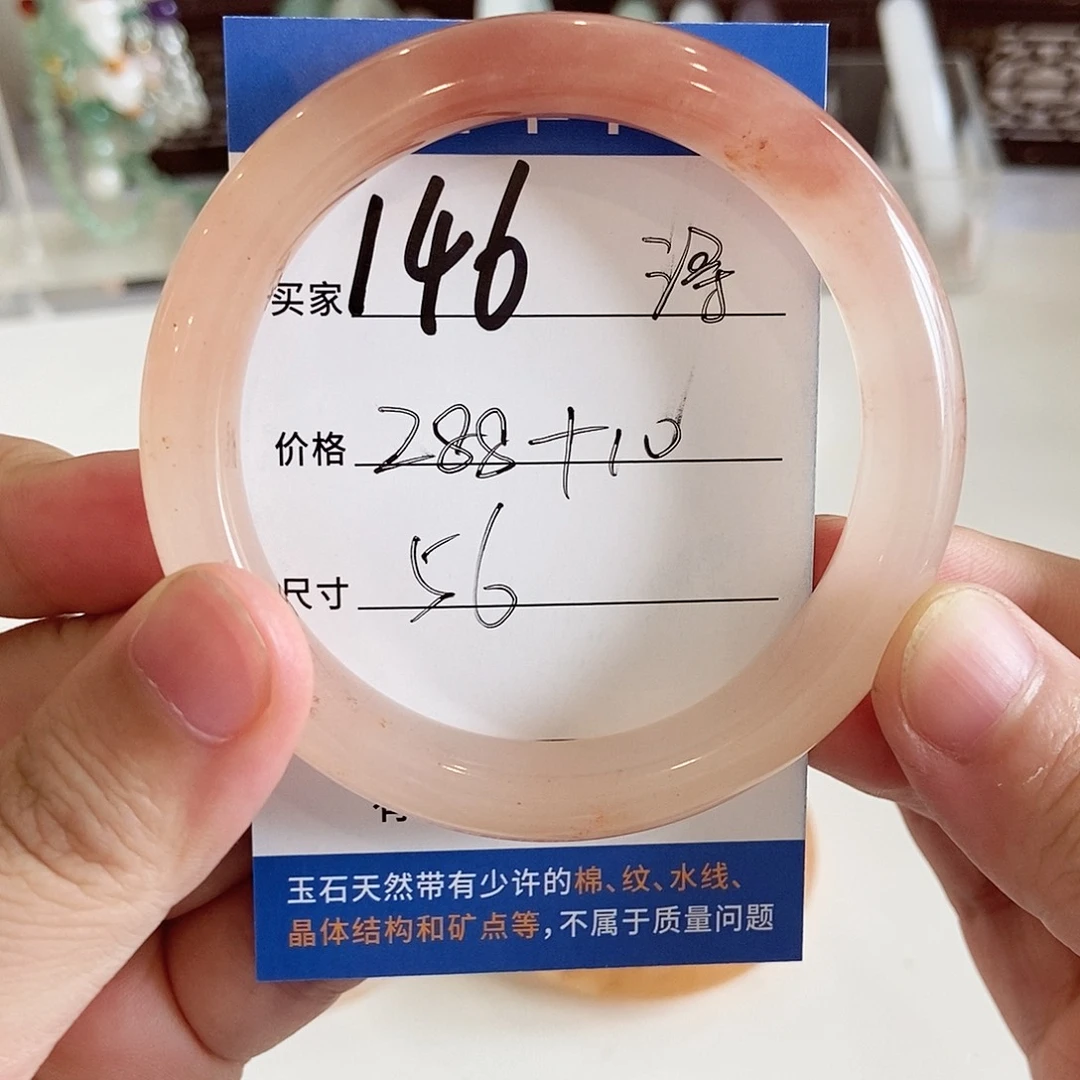 买家 146
价格 288+10
尺寸 56
玉石天然带有少许的棉、纹、水线、
晶体结构和矿点等,不属于质量问题